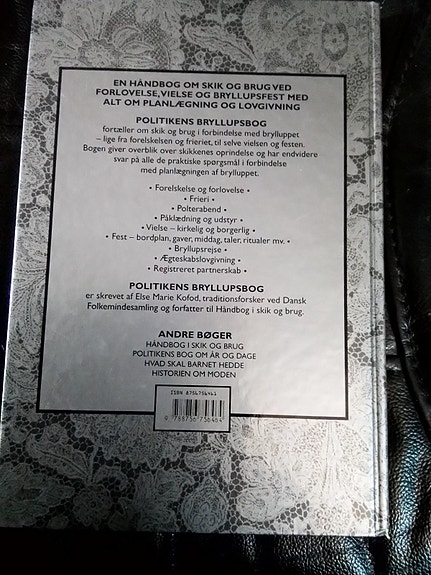 EN HÅNDBOG OM SKIK OG BRUG VED
FORLOVELSE, VIELSE OG BRYLLUPSFEST MED
ALT OM PLANLÆGNING OG LOVGIVNING
POLITIKENS BRYLLUPSBOG
fortæller om skik og brug i forbindelse med brylluppet
– lige fra forelskelsen og frieriet, til selve vielsen og festen.
Bogen giver overblik over skikkenes oprindelse og har endvidere
svar på alle de praktiske spørgsmål i forbindelse
med planlægningen af brylluppet.
• Forelskelse og forlovelse •
• Frieri •
• Polterabend •
• Påklædning og udstyr •
• Vielse – kirkelig og borgerlig •
• Fest – bordplan, gaver, middag, taler, ritualer mv. •
• Bryllupsrejse •
• Ægteskabslovgivning •
• Registreret partnerskab •
POLITIKENS BRYLLUPSBOG
er skrevet af Else Marie Kofod, traditionsforsker ved Dansk
Folkemindesamling og forfatter til Håndbog i skik og brug.
ANDRE BØGER
HÅNDBOG I SKIK OG BRUG
POLITIKENS BOG OM ÅR OG DAGE
HVAD SKAL BARNET HEDDE
HISTORIEN OM MODEN
ISBN 8756756461
9 788756 756464